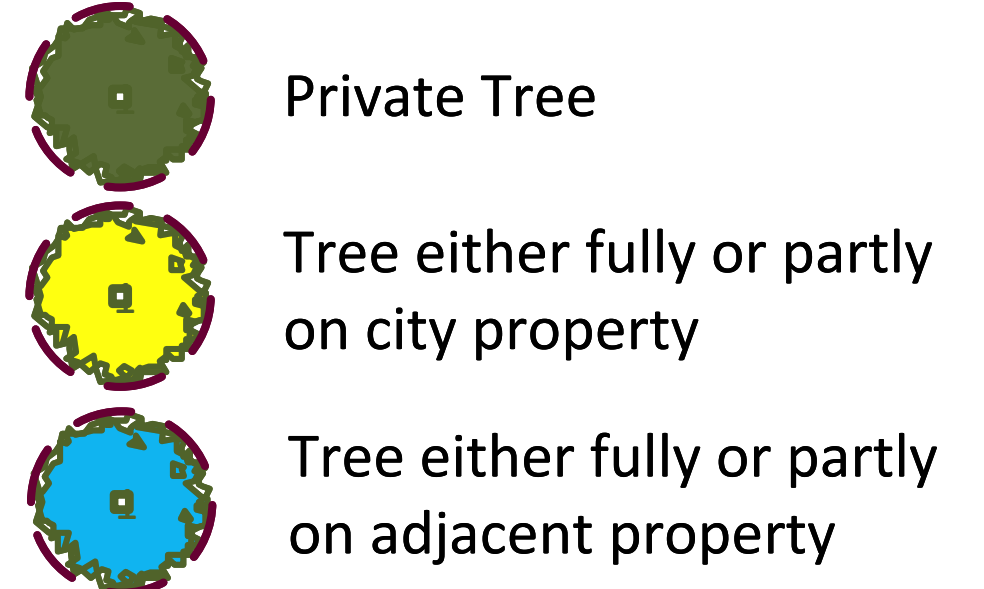 Private Tree
Tree either fully or partly
on city property
Tree either fully or partly
on adjacent property